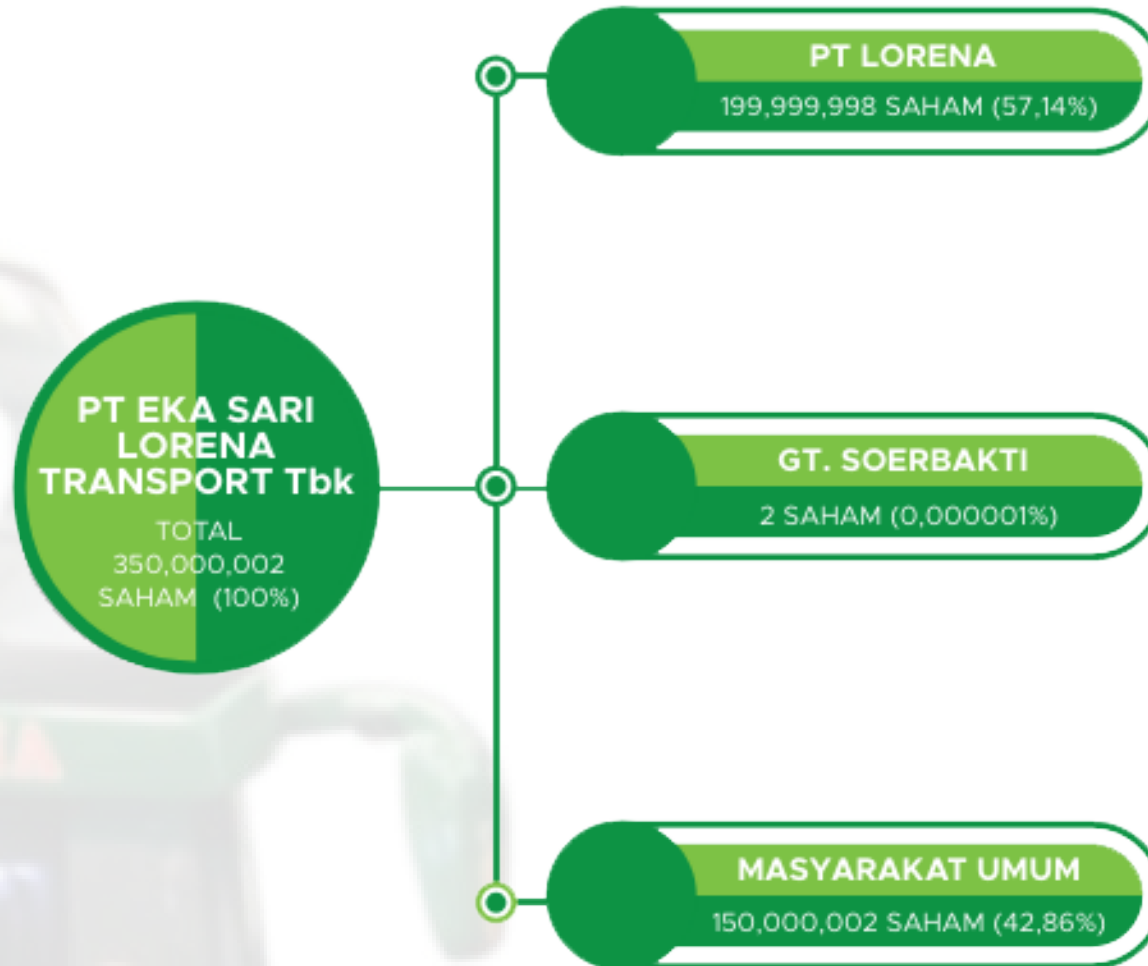 PT LORENA
199,999,998 SAHAM (57,14%)
PT EKA SARI
LORENA
TRANSPORT Tbk
TOTAL
350,000,002
SAHAM (100%)
GT. SOERBAKTI
2 SAHAM (0,000001%)
MASYARAKAT UMUM
150,000,002 SAHAM (42,86%)